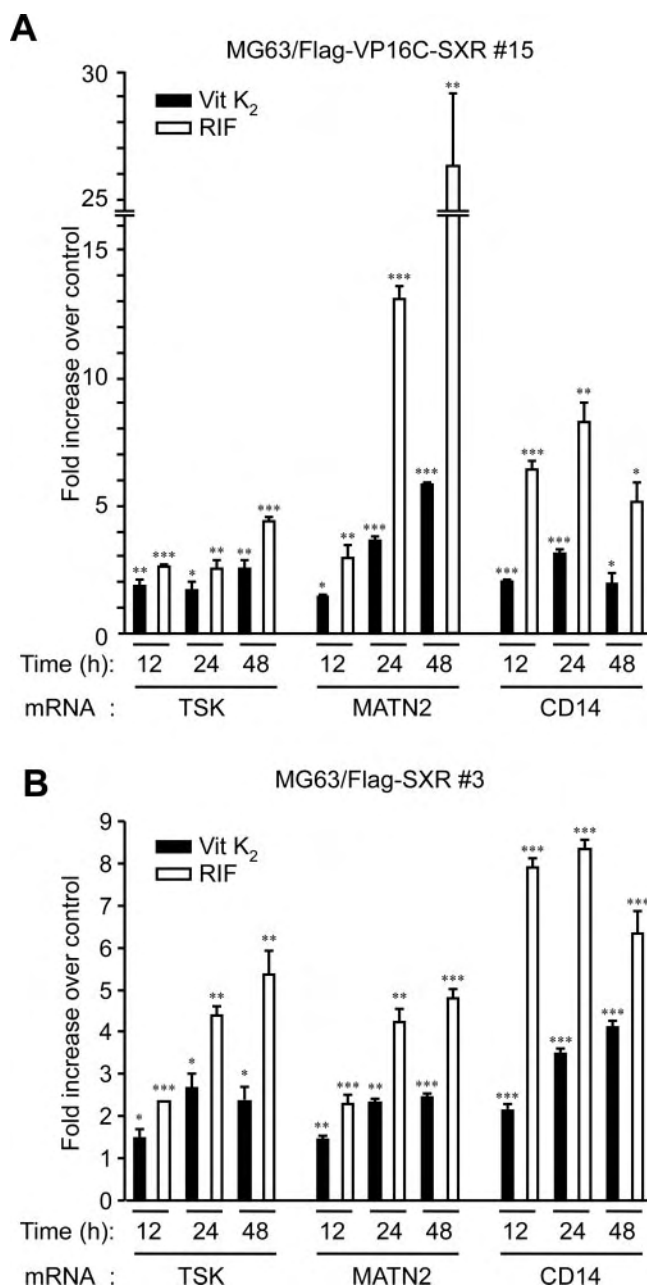 A
MG63/Flag-VP16C-SXR #15
Vit K₂
RIF
Fold increase over control
30
25
15
10
5
0
** *** * ** ** ***
* ** *** *** *** **
*** *** *** ** * *
Time (h): 12 24 48 12 24 48 12 24 48
mRNA : TSK MATN2 CD14
B
MG63/Flag-SXR #3
Vit K₂
RIF
Fold increase over control
9
8
7
6
5
4
3
2
1
0
* *** * ** * **
** *** ** ** *** ***
*** *** *** *** *** ***
Time (h): 12 24 48 12 24 48 12 24 48
mRNA : TSK MATN2 CD14